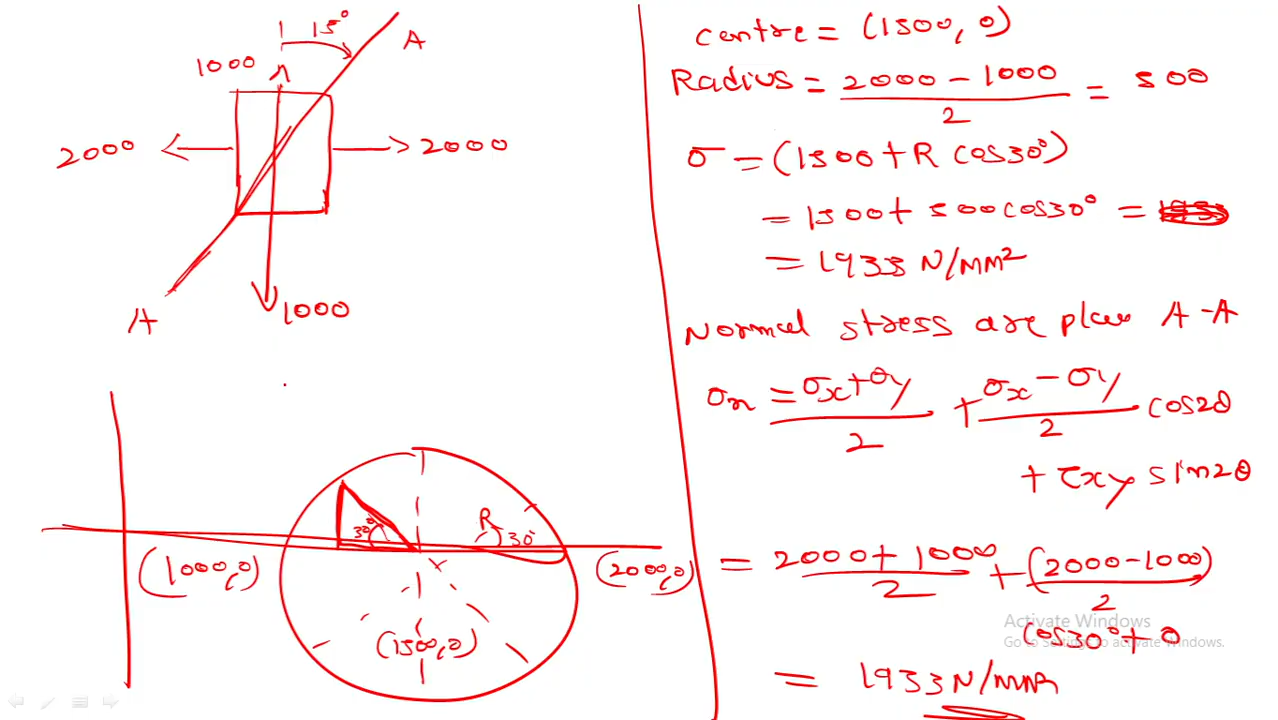 15°
A
1000
2000
2000
A
1000
30°
R
30°
(1000,0)
(2000,0)
(1500,0)
centre = (1500, 0)
Radius = 2000 - 1000 / 2 = 500
σ = (1500 + R cos30°)
= 1500 + 500 cos30° =
= 1933 N/mm²
Normal stress are plane A-A
σn = σx + σy / 2 + σx - σy / 2 cos2θ
+ τxy sin2θ
= 2000 + 1000 / 2 + (2000 - 1000) / 2
cos30° + 0
= 1933 N/mm
Activate Windows
Go to Settings to activate Windows.